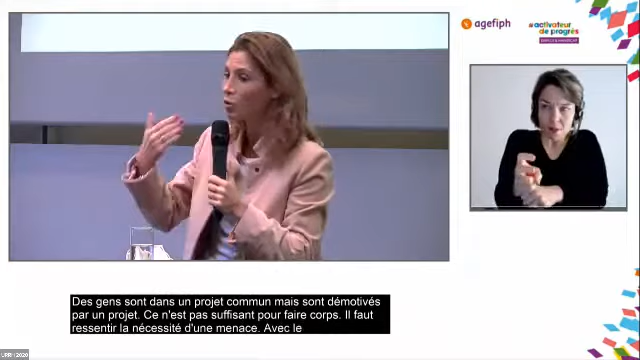 agefiph
#activateur
de progrès
Des gens sont dans un projet commun mais sont démotivés
par un projet. Ce n'est pas suffisant pour faire corps. Il faut
ressentir la nécessité d'une menace. Avec le